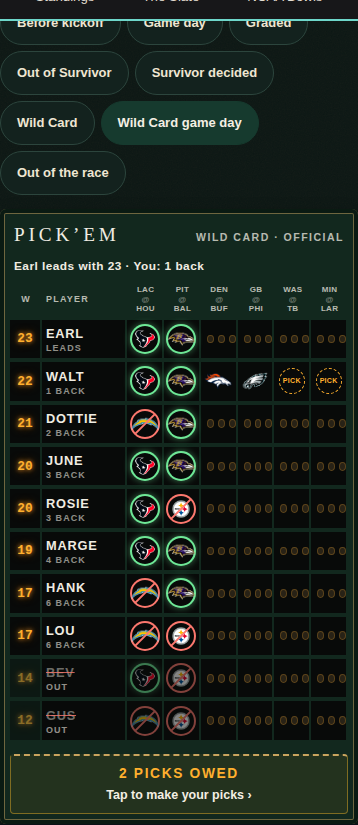 Before kickoff Game day Graded
Out of Survivor Survivor decided
Wild Card Wild Card game day
Out of the race
PICK’EM WILD CARD · OFFICIAL
Earl leads with 23 · You: 1 back
W PLAYER LAC @ HOU PIT @ BAL DEN @ BUF GB @ PHI WAS @ TB MIN @ LAR
23 EARL
LEADS
22 WALT PICK PICK
1 BACK
21 DOTTIE
2 BACK
20 JUNE
3 BACK
20 ROSIE
3 BACK
19 MARGE
4 BACK
17 HANK
6 BACK
17 LOU
6 BACK
14 BEV
OUT
12 GUS
OUT
2 PICKS OWED
Tap to make your picks ›